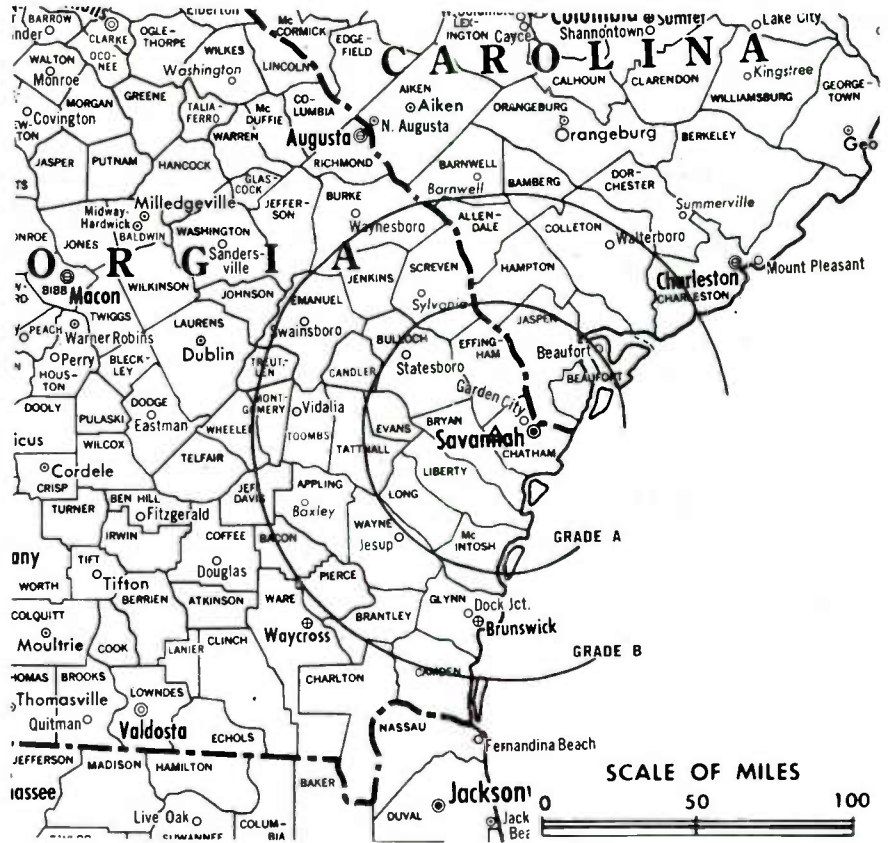 BARROW
CLARKE
OGLE-
THORPE
WILKES
Mc
CORMICK
EDGE-
FIELD
LEX-
INGTON
Cayce
Columbia
Sumter
Shannontown
Lake City
CAROLINA
WALTON
Monroe
OCO-
NEE
Washington
LINCOLN
AIKEN
Aiken
CALHOUN
CLARENDON
Kingstree
WILLIAMSBURG
GEORGE-
TOWN
MORGAN
Covington
GREENE
TALIA-
FERRO
Mc
DUFFIE
CO-
LUMBIA
Augusta
N. Augusta
ORANGEBURG
Orangeburg
BERKELEY
JASPER
PUTNAM
HANCOCK
WARREN
RICHMOND
GLAS-
COCK
BARNWELL
Barnwell
BAMBERG
DOR-
CHESTER
Summerville
Milledgeville
Midway-
Hardwick
BALDWIN
JEFFER-
SON
BURKE
Waynesboro
ALLEN-
DALE
COLLETON
Walterboro
JONES
WASHINGTON
Sanders-
ville
ORGIA
BIBB
Macon
WILKINSON
JOHNSON
JENKINS
SCREVEN
Sylvania
HAMPTON
Charleston
CHARLESTON
Mount Pleasant
TWIGGS
PEACH
Warner Robins
LAURENS
Dublin
EMANUEL
Swainsboro
BULLOCH
Statesboro
EFFING-
HAM
JASPER
Beaufort
BEAUFORT
Perry
HOUS-
TON
BLECK-
LEY
TREUT-
LEN
CANDLER
Garden City
DOOLY
PULASKI
DODGE
Eastman
WHEELER
MONT-
GOMERY
Vidalia
TOOMBS
TATTNALL
EVANS
BRYAN
Savannah
CHATHAM
icus
WILCOX
Cordele
CRISP
TELFAIR
LIBERTY
TURNER
BEN HILL
Fitzgerald
JEFF
DAVIS
APPLING
Baxley
LONG
IRWIN
COFFEE
Douglas
BACON
WAYNE
Jesup
Mc
INTOSH
GRADE A
any
WORTH
TIFT
Tifton
BERRIEN
ATKINSON
WARE
Waycross
PIERCE
BRANTLEY
GLYNN
Dock Jct.
Brunswick
COLQUITT
Moultrie
COOK
LANIER
CLINCH
CHARLTON
CAMDEN
GRADE B
HOMAS
Thomasville
BROOKS
Quitman
LOWNDES
Valdosta
ECHOLS
NASSAU
Fernandina Beach
JEFFERSON
MADISON
HAMILTON
BAKER
assee
Live Oak
SUWANNEE
COLUM-
BIA
DUVAL
Jackson
Jack
Bea
SCALE OF MILES
0 50 100